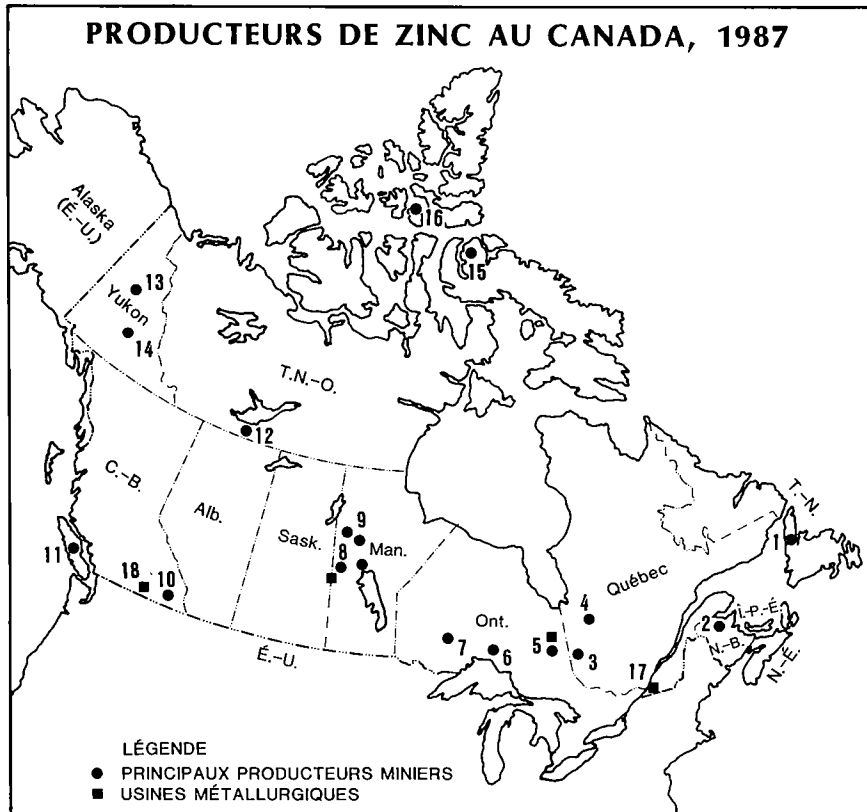 PRODUCTEURS DE ZINC AU CANADA, 1987
Alaska
(É.-U.)
16
15
13
Yukon
14
T.N.-O.
12
C.-B.
Alb.
Sask.
Man.
9
8
11
18
10
É.-U.
Ont.
Québec
T.-N.
1
4
7
6
5
3
2
Î.-P.-É.
N.-B.
N.-É.
17
LÉGENDE
● PRINCIPAUX PRODUCTEURS MINIERS
■ USINES MÉTALLURGIQUES